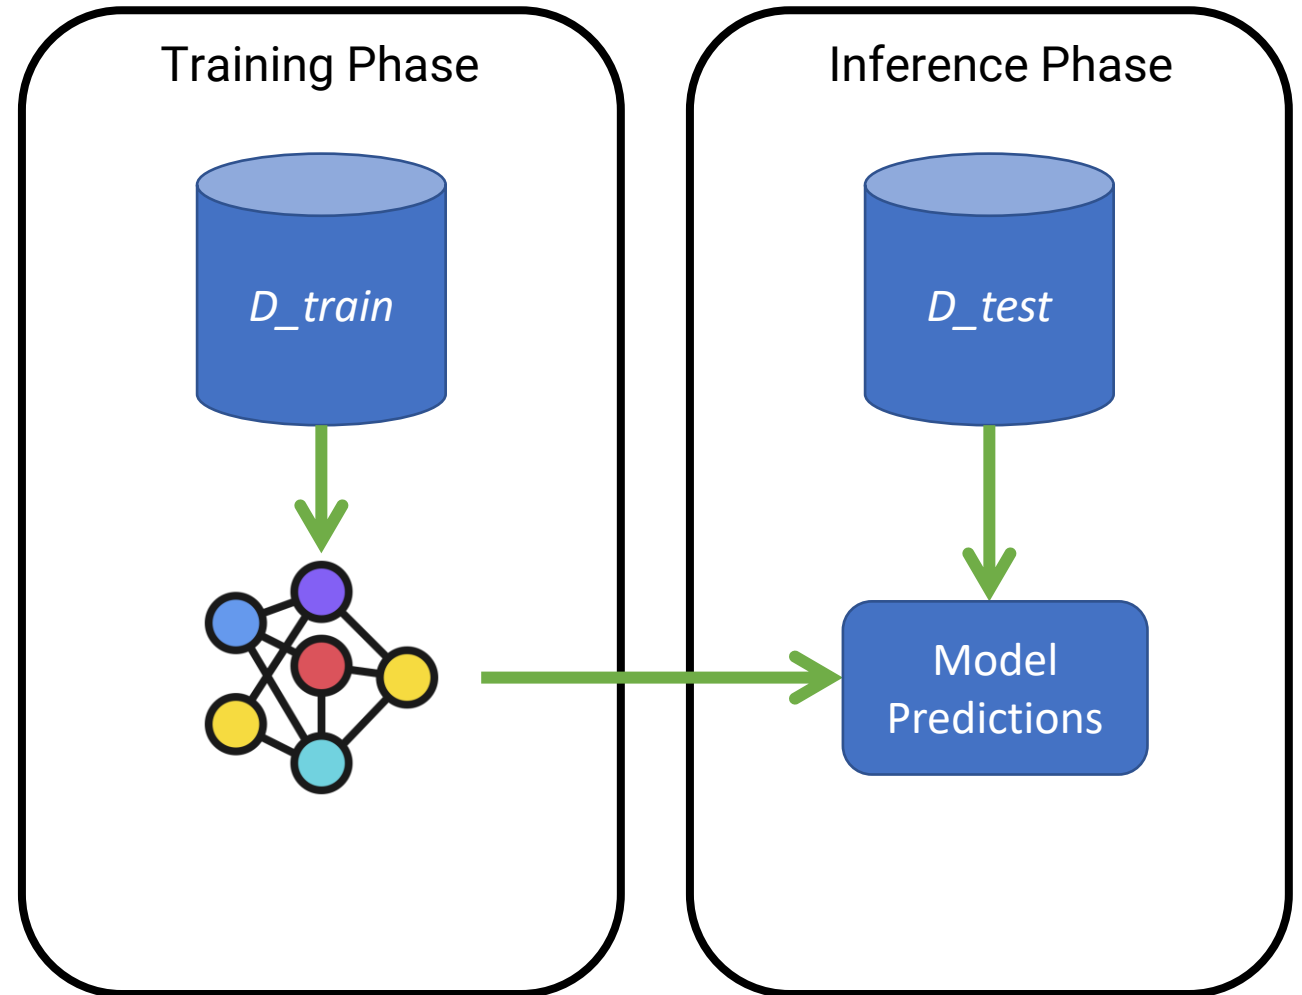 Training Phase
Inference Phase
D_train
D_test
Model
Predictions